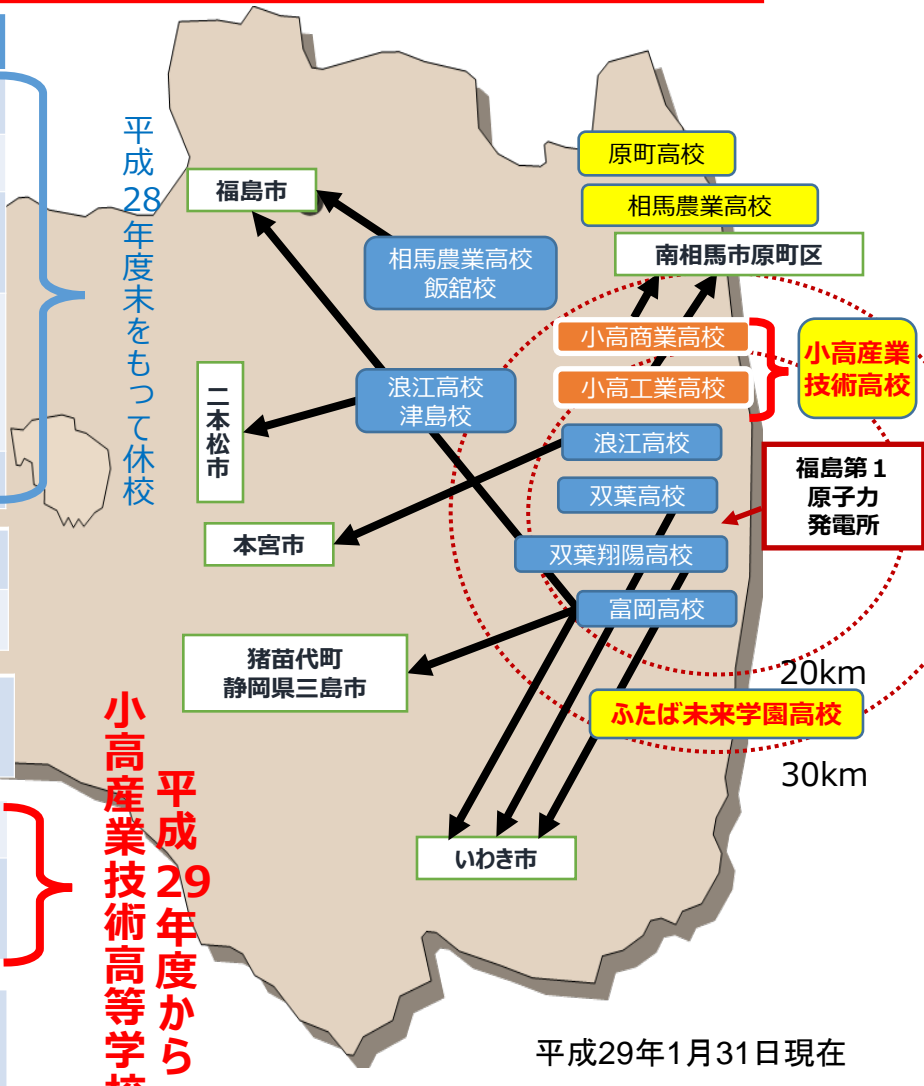 平成28年度末をもって休校
福島市
相馬農業高校
飯舘校
原町高校
相馬農業高校
南相馬市原町区
小高商業高校
小高工業高校
小高産業
技術高校
浪江高校
津島校
二本松市
浪江高校
双葉高校
福島第1
原子力
発電所
本宮市
双葉翔陽高校
富岡高校
猪苗代町
静岡県三島市
20km
ふたば未来学園高校
30km
いわき市
平成29年度から
小高産業技術高等学校
平成29年1月31日現在